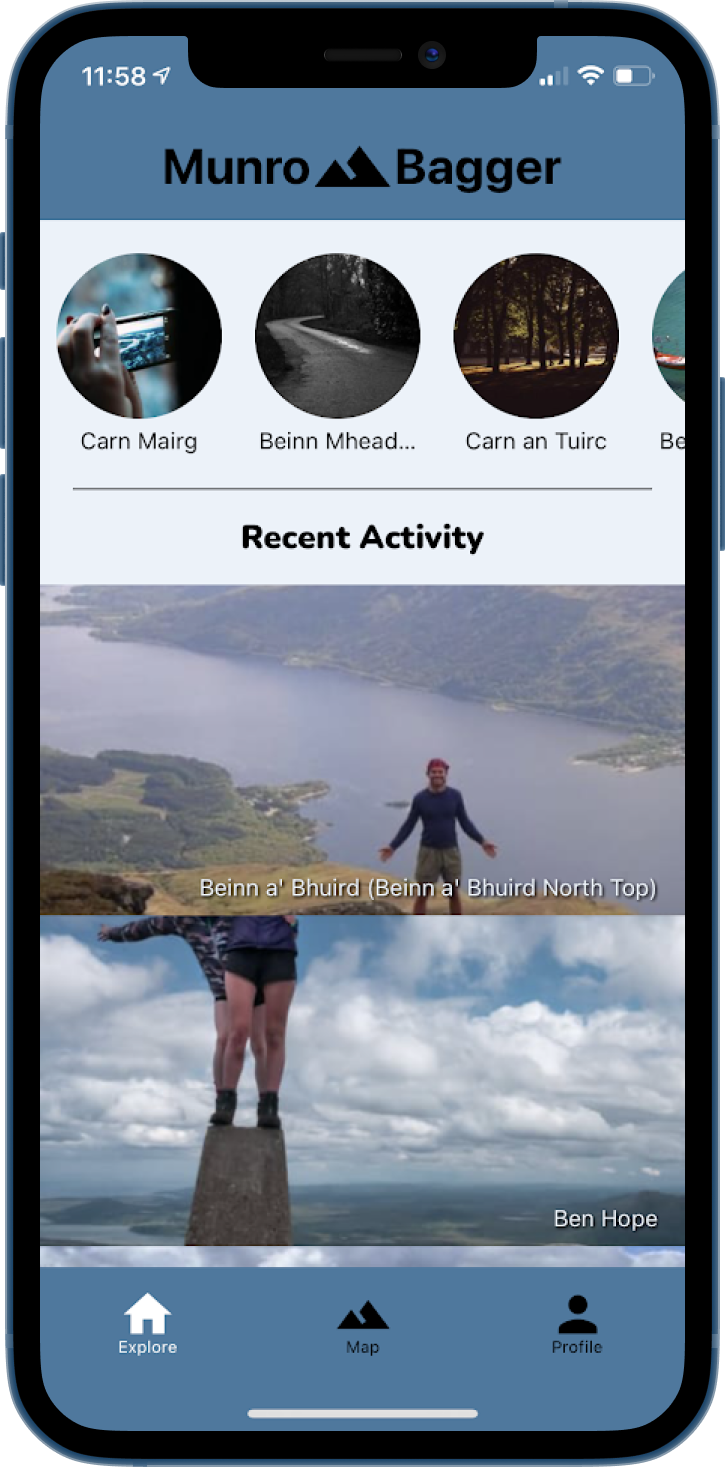 11:58
Munro Bagger
Carn Mairg
Beinn Mhead...
Carn an Tuirc
Be
Recent Activity
Beinn a' Bhuird (Beinn a' Bhuird North Top)
Ben Hope
Explore
Map
Profile